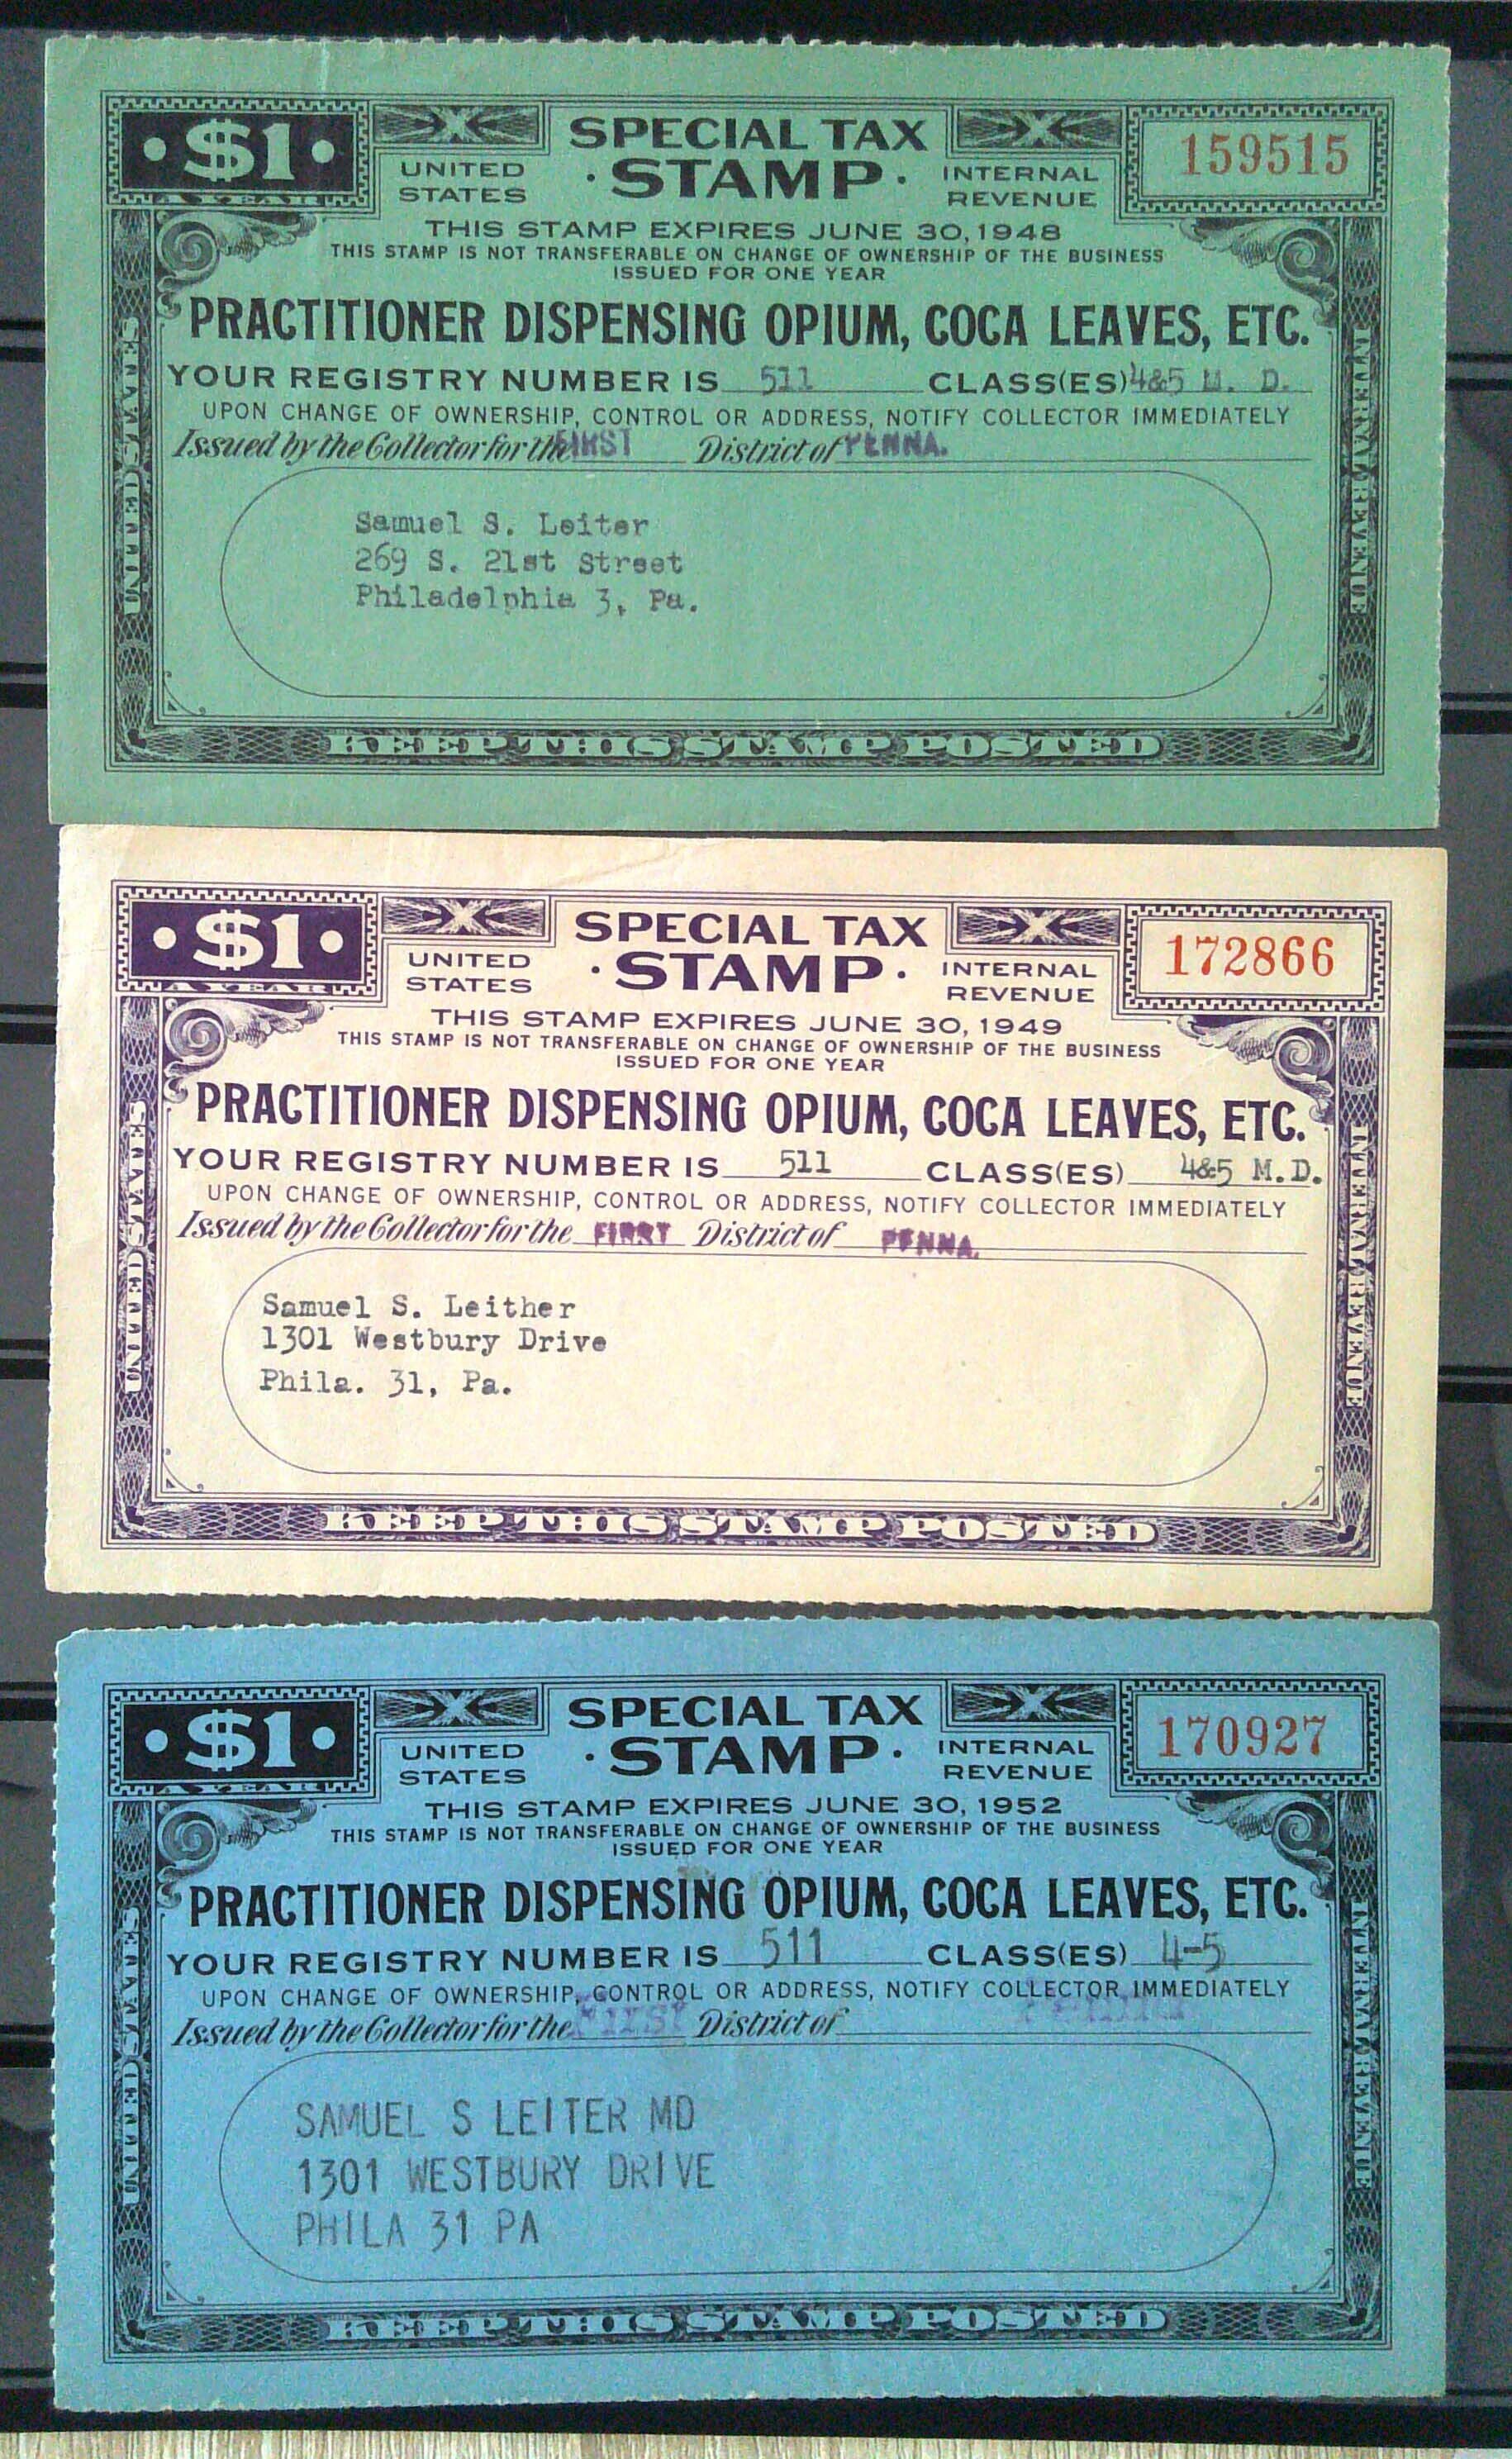 ·$1· SPECIAL TAX 159515
A YEAR UNITED STATES ·STAMP· INTERNAL REVENUE
THIS STAMP EXPIRES JUNE 30, 1948
THIS STAMP IS NOT TRANSFERABLE ON CHANGE OF OWNERSHIP OF THE BUSINESS
ISSUED FOR ONE YEAR
PRACTITIONER DISPENSING OPIUM, COCA LEAVES, ETC.
YOUR REGISTRY NUMBER IS 511 CLASS(ES) 4&5 M. D.
UPON CHANGE OF OWNERSHIP, CONTROL OR ADDRESS, NOTIFY COLLECTOR IMMEDIATELY
Issued by the Collector for the FIRST District of PENNA.
Samuel S. Leiter
269 S. 21st Street
Philadelphia 3, Pa.
SERIAL LETTERING
INTERNAL REVENUE
KEEP THIS STAMP POSTED
·$1· SPECIAL TAX 172866
A YEAR UNITED STATES ·STAMP· INTERNAL REVENUE
THIS STAMP EXPIRES JUNE 30, 1949
THIS STAMP IS NOT TRANSFERABLE ON CHANGE OF OWNERSHIP OF THE BUSINESS
ISSUED FOR ONE YEAR
PRACTITIONER DISPENSING OPIUM, COCA LEAVES, ETC.
YOUR REGISTRY NUMBER IS 511 CLASS(ES) 4&5 M.D.
UPON CHANGE OF OWNERSHIP, CONTROL OR ADDRESS, NOTIFY COLLECTOR IMMEDIATELY
Issued by the Collector for the FIRST District of PENNA.
Samuel S. Leither
1301 Westbury Drive
Phila. 31, Pa.
UNITED STATES
INTERNAL REVENUE
KEEP THIS STAMP POSTED
·$1· SPECIAL TAX 170927
A YEAR UNITED STATES ·STAMP· INTERNAL REVENUE
THIS STAMP EXPIRES JUNE 30, 1952
THIS STAMP IS NOT TRANSFERABLE ON CHANGE OF OWNERSHIP OF THE BUSINESS
ISSUED FOR ONE YEAR
PRACTITIONER DISPENSING OPIUM, COCA LEAVES, ETC.
YOUR REGISTRY NUMBER IS 511 CLASS(ES) 4-5
UPON CHANGE OF OWNERSHIP, CONTROL OR ADDRESS, NOTIFY COLLECTOR IMMEDIATELY
Issued by the Collector for the FIRST District of
SAMUEL S LEITER MD
1301 WESTBURY DRIVE
PHILA 31 PA
UNITED STATES
INTERNAL REVENUE
KEEP THIS STAMP POSTED